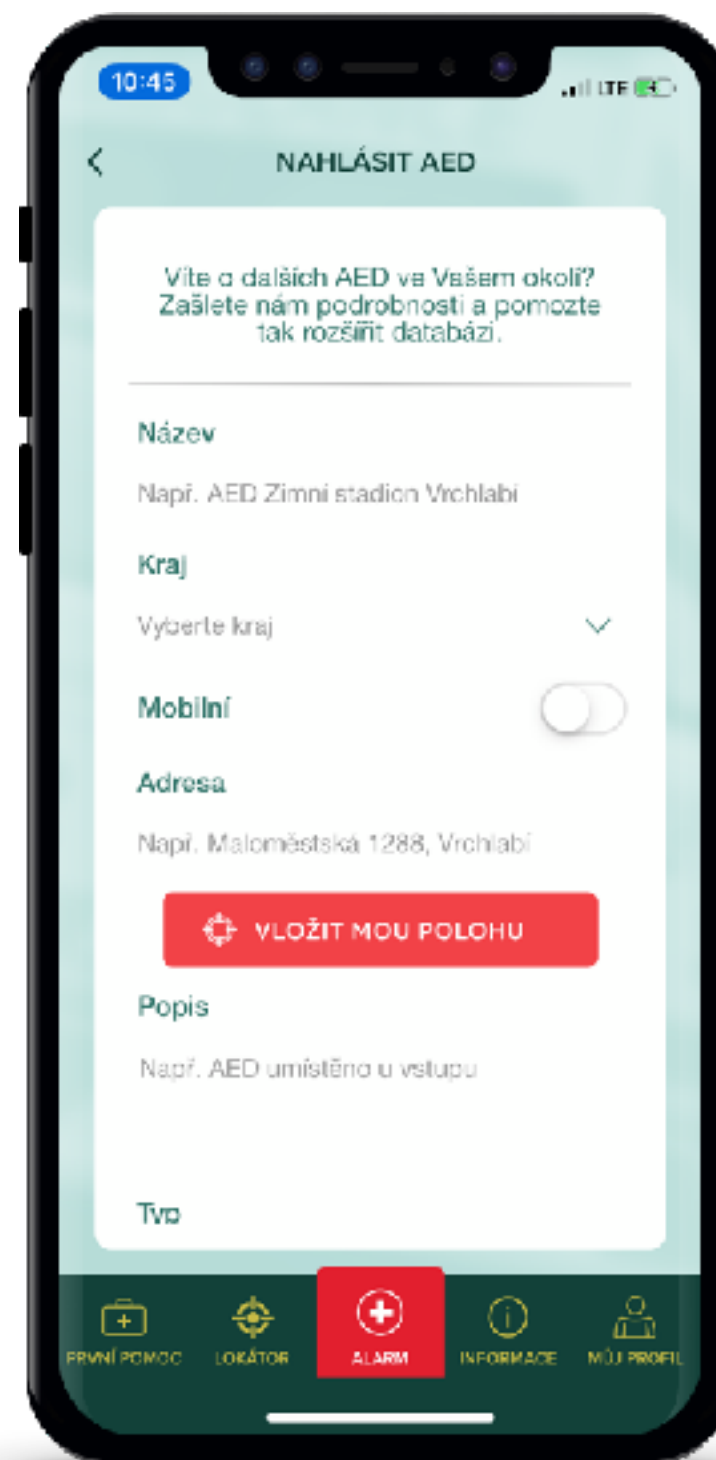 10:45
LTE
NAHLÁSIT AED
Víte o dalších AED ve Vašem okolí?
Zašlete nám podrobnosti a pomozte
tak rozšířit databázi.
Název
Např. AED Zimní stadion Vrchlabí
Kraj
Vyberte kraj
Mobilní
Adresa
Např. Maloměstská 1288, Vrchlabí
VLOŽIT MOU POLOHU
Popis
Např. AED umístěno u vstupu
Typ
PRVNÍ POMOC LOKÁTOR ALARM INFORMACE MŮJ PROFIL